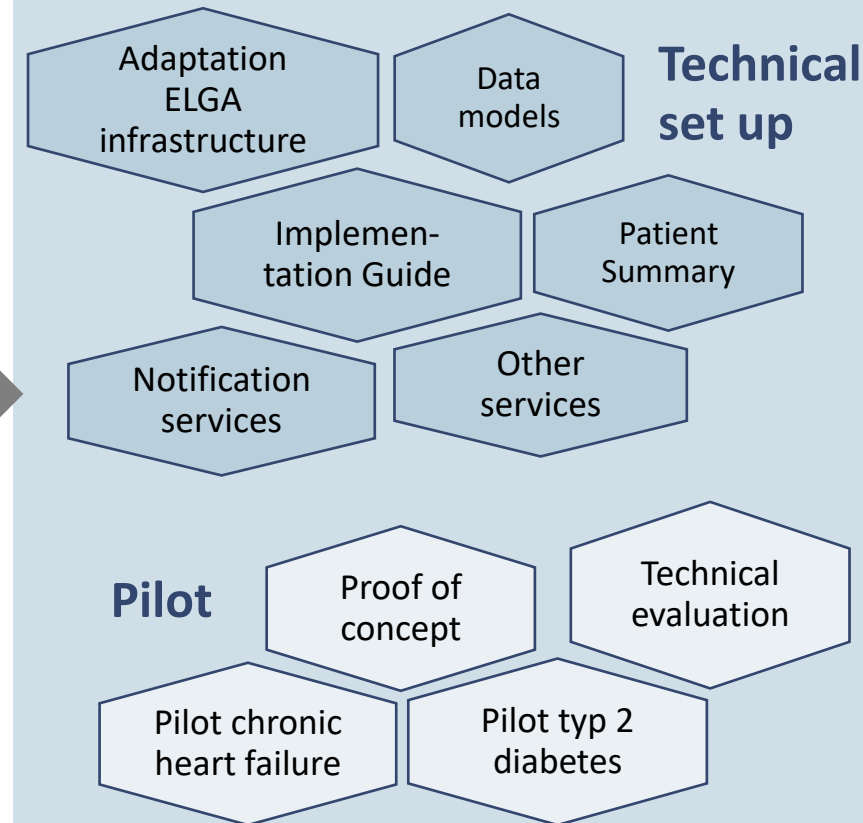 Adaptation
ELGA
infrastructure
Data
models
Technical
set up
Implemen-
tation Guide
Patient
Summary
Notification
services
Other
services
Pilot
Proof of
concept
Technical
evaluation
Pilot chronic
heart failure
Pilot typ 2
diabetes